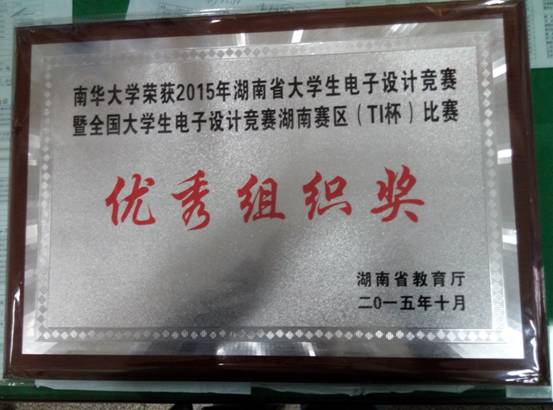 南华大学荣获2015年湖南省大学生电子设计竞赛
暨全国大学生电子设计竞赛湖南赛区（TI杯）比赛
优秀组织奖
湖南省教育厅
二0一五年十月